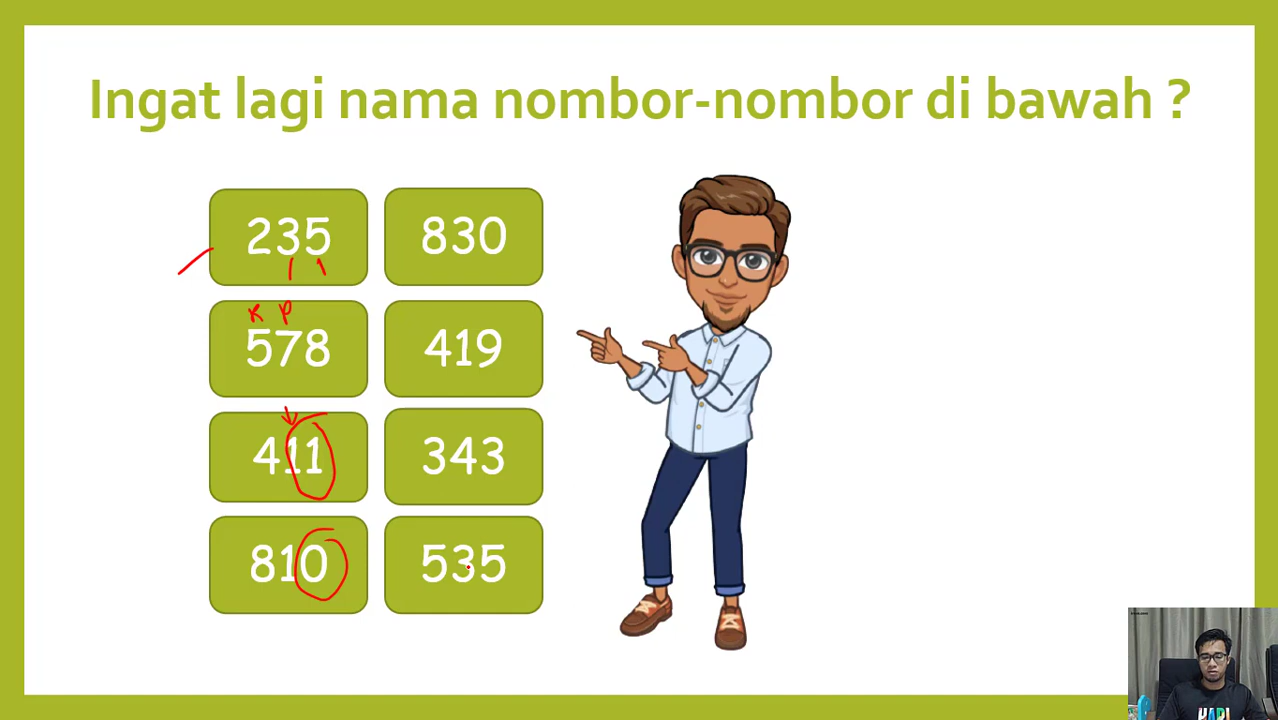 Ingat lagi nama nombor-nombor di bawah ?
235 830
R P
578 419
411 343
810 535